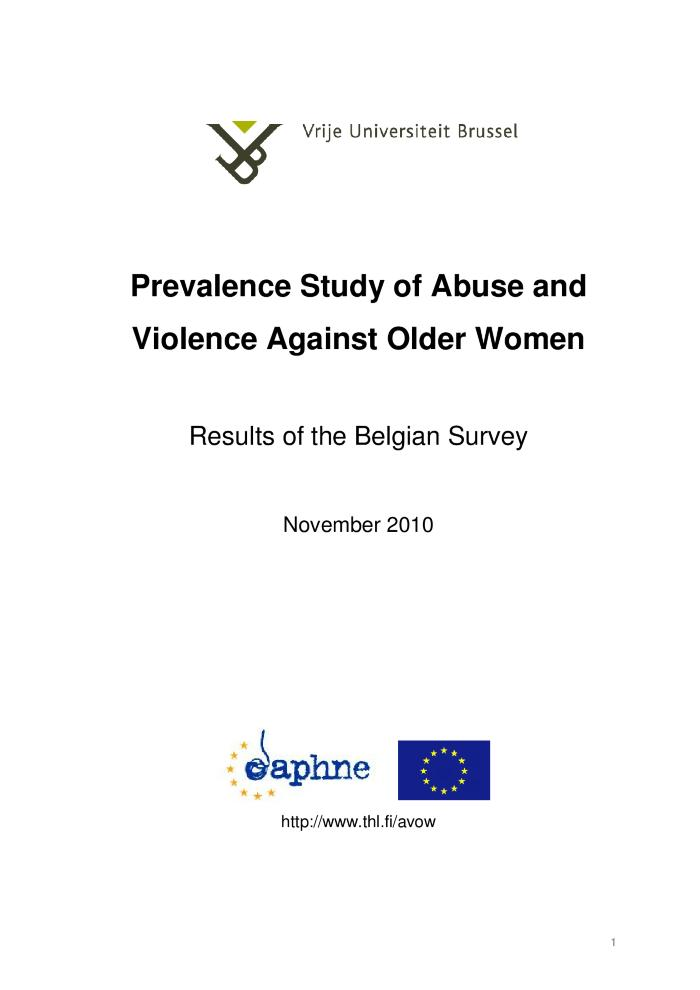 Vrije Universiteit Brussel
Prevalence Study of Abuse and
Violence Against Older Women
Results of the Belgian Survey
November 2010
daphne
http://www.thl.fi/avow
1